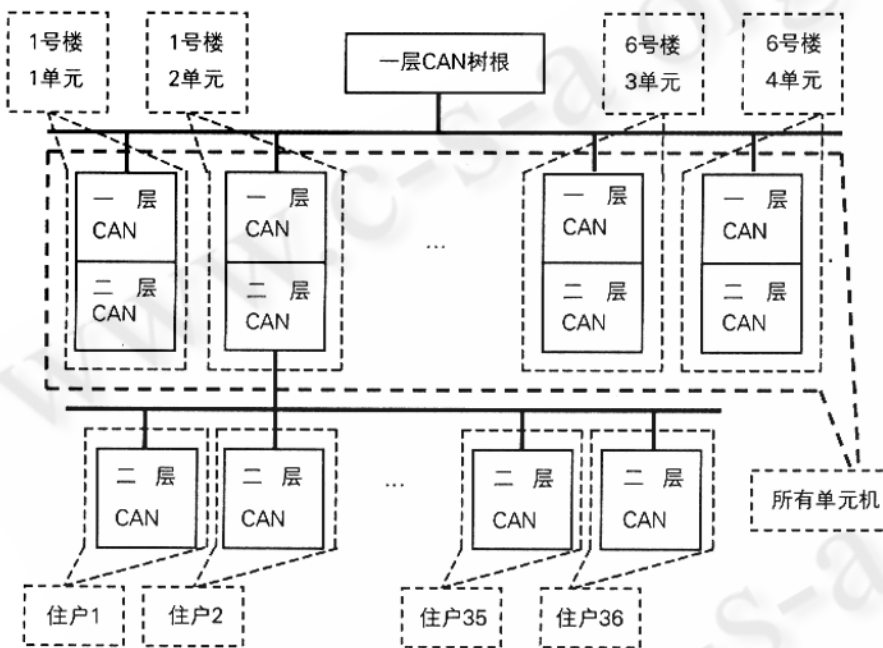 1号楼
1单元
1号楼
2单元
一层CAN树根
6号楼
3单元
6号楼
4单元
一 层
CAN
二 层
CAN
一 层
CAN
二 层
CAN
...
一 层
CAN
二 层
CAN
一 层
CAN
二 层
CAN
二 层
CAN
二 层
CAN
...
二 层
CAN
二 层
CAN
所有单元机
住户1
住户2
住户35
住户36
www.c-s-a.org
-s-a